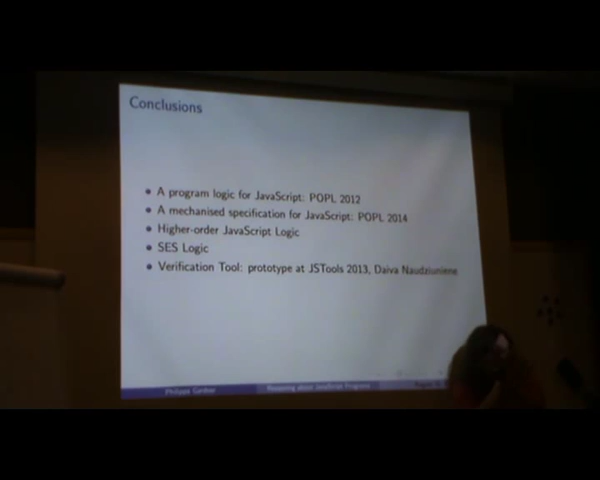 Conclusions
A program logic for JavaScript: POPL 2012
A mechanised specification for JavaScript: POPL 2014
Higher-order JavaScript Logic
SES Logic
Verification Tool: prototype at JSTools 2013, Daiva Naudziuniene
Philippa Gardner
Reasoning about JavaScript Programs